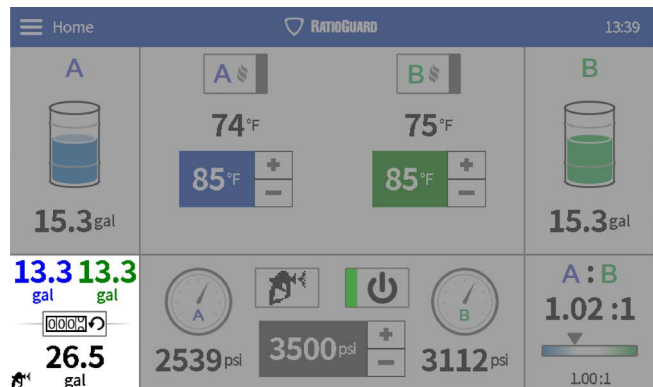 Home
RATIOGUARD
13:39
A
A
B
B
74°F
75°F
85°F
+
−
85°F
+
−
15.3gal
15.3gal
13.3 13.3
gal gal
000
26.5
gal
A
B
2539psi
3500psi
+
−
3112psi
A:B
1.02 :1
1.00:1